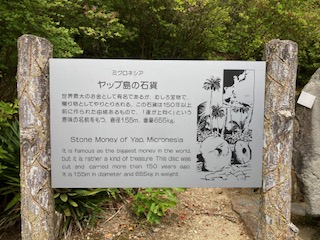 ミクロネシア
ヤップ島の石貨
世界最大のお金として有名であるが、むしろ宝物で、
贈り物としてやりとりされる。この石貨は150年以上
前に作られた由緒あるもので、「運が上向く」という
意味の名前をもつ。直径1.55m、重量655kg。
Stone Money of Yap, Micronesia
It is famous as the biggest money in the world,
but it is rather a kind of treasure. This disc was
cut and carried more than 150 years ago.
It is 1.55m in diameter and 655kg in weight.